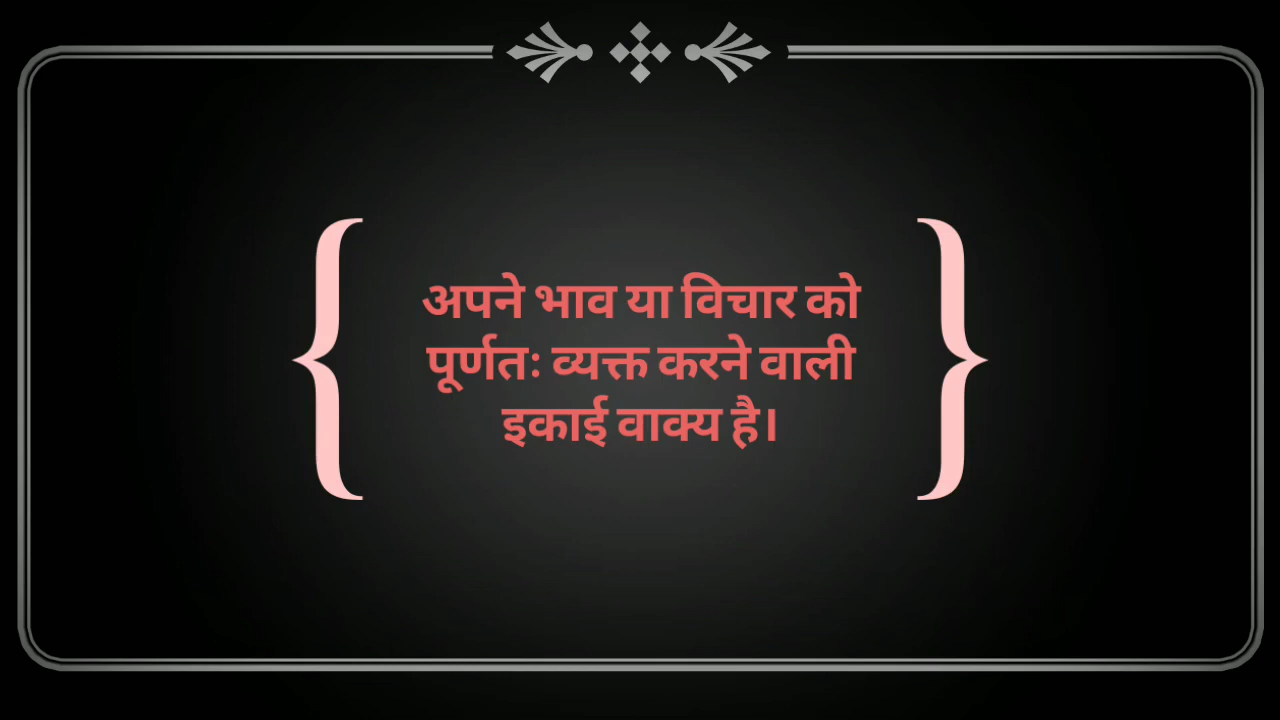 अपने भाव या विचार को
पूर्णतः व्यक्त करने वाली
इकाई वाक्य है।